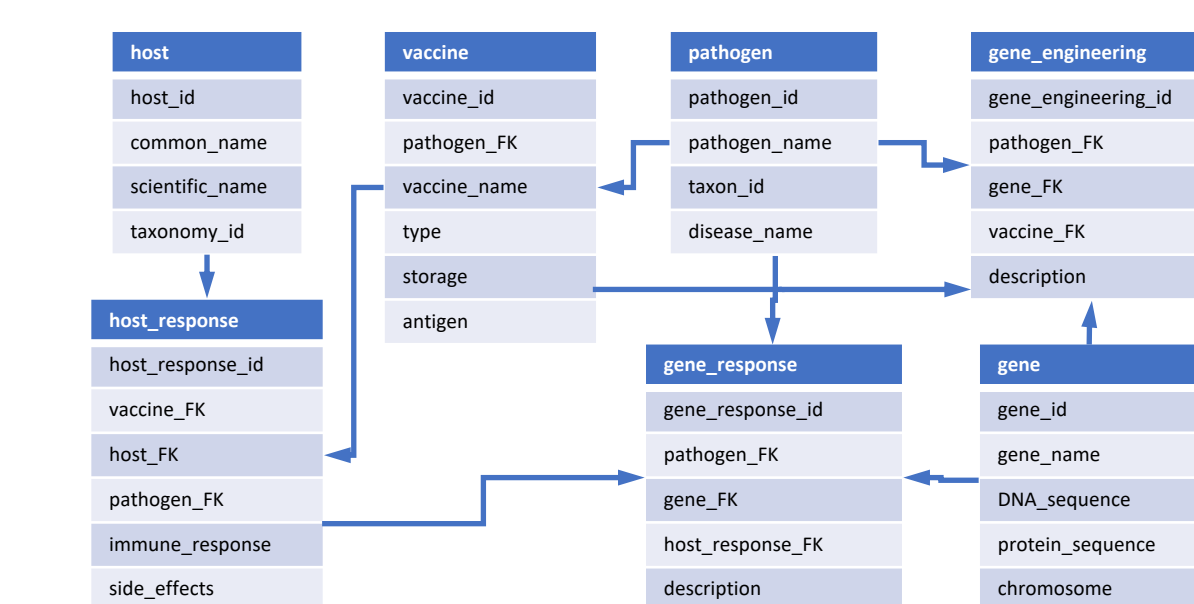 host
host_id
common_name
scientific_name
taxonomy_id
vaccine
vaccine_id
pathogen_FK
vaccine_name
type
storage
antigen
pathogen
pathogen_id
pathogen_name
taxon_id
disease_name
gene_engineering
gene_engineering_id
pathogen_FK
gene_FK
vaccine_FK
description
host_response
host_response_id
vaccine_FK
host_FK
pathogen_FK
immune_response
side_effects
gene_response
gene_response_id
pathogen_FK
gene_FK
host_response_FK
description
gene
gene_id
gene_name
DNA_sequence
protein_sequence
chromosome